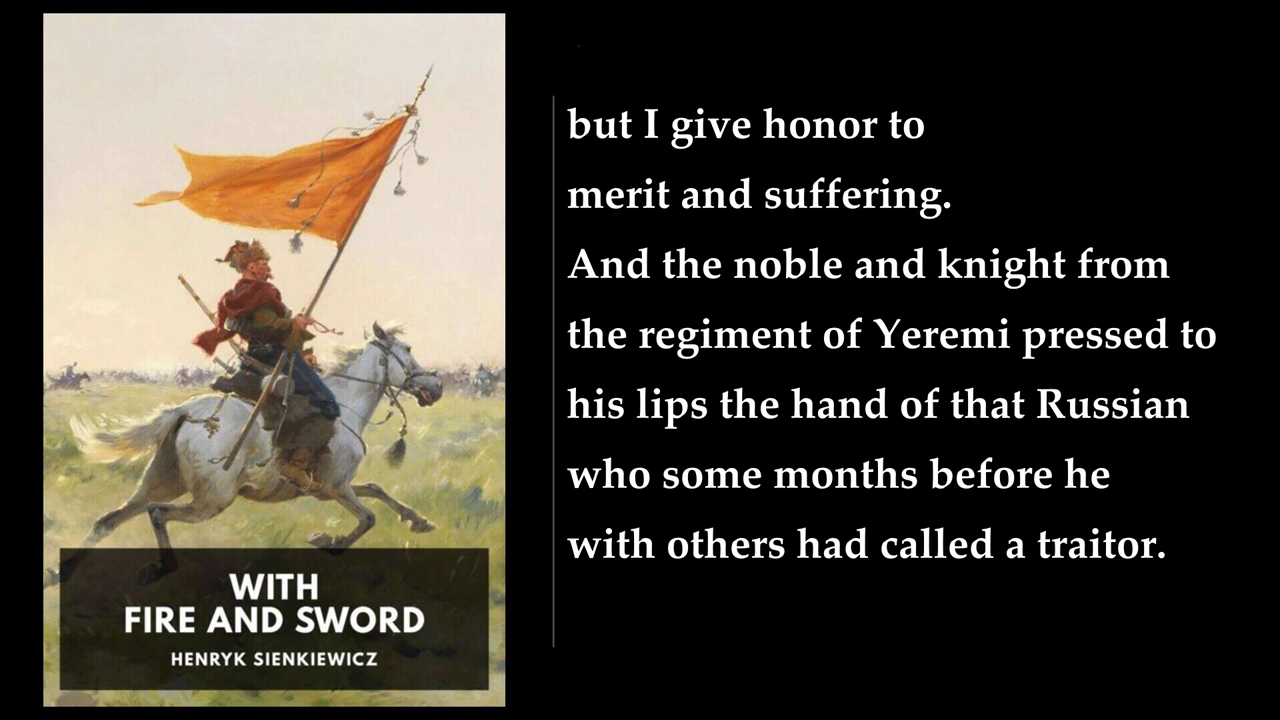 WITH
FIRE AND SWORD
HENRYK SIENKIEWICZ
but I give honor to
merit and suffering.
And the noble and knight from
the regiment of Yeremi pressed to
his lips the hand of that Russian
who some months before he
with others had called a traitor.